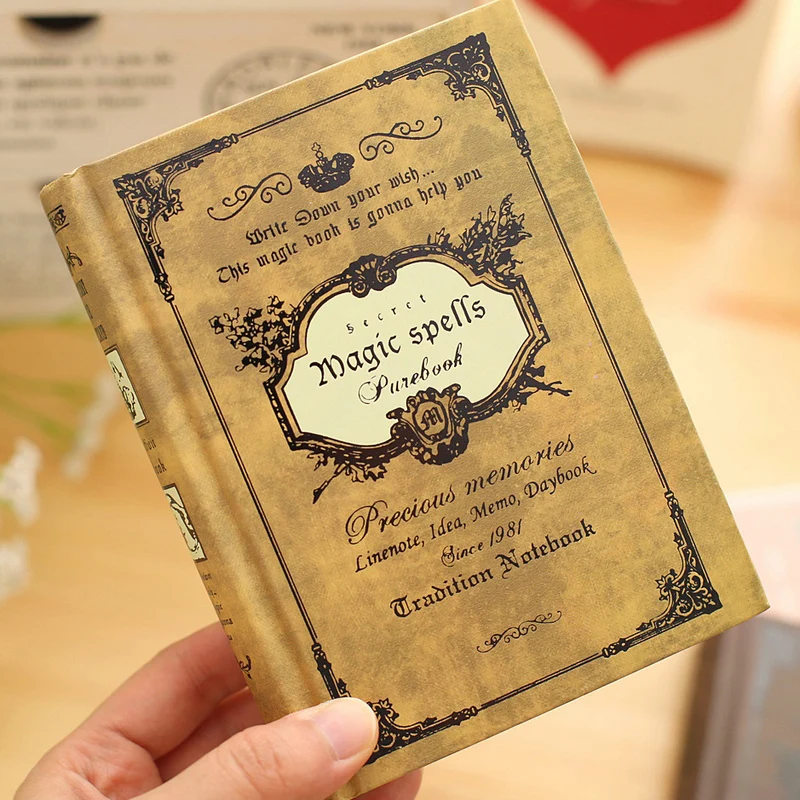 Write Down your wish...
This magic book is gonna help you
Secret
Magic spells
Purebook
M
Precious memories
Linenote, Idea, Memo, Daybook
Since 1981
Tradition Notebook